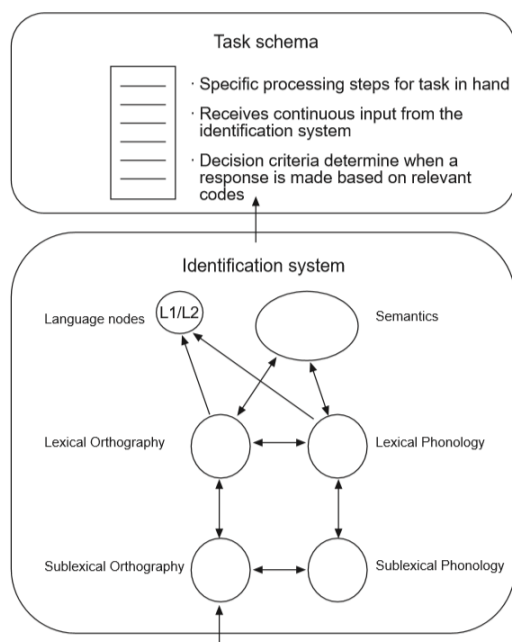 Task schema
· Specific processing steps for task in hand
· Receives continuous input from the
identification system
· Decision criteria determine when a
response is made based on relevant
codes
Identification system
Language nodes
L1/L2
Semantics
Lexical Orthography
Lexical Phonology
Sublexical Orthography
Sublexical Phonology